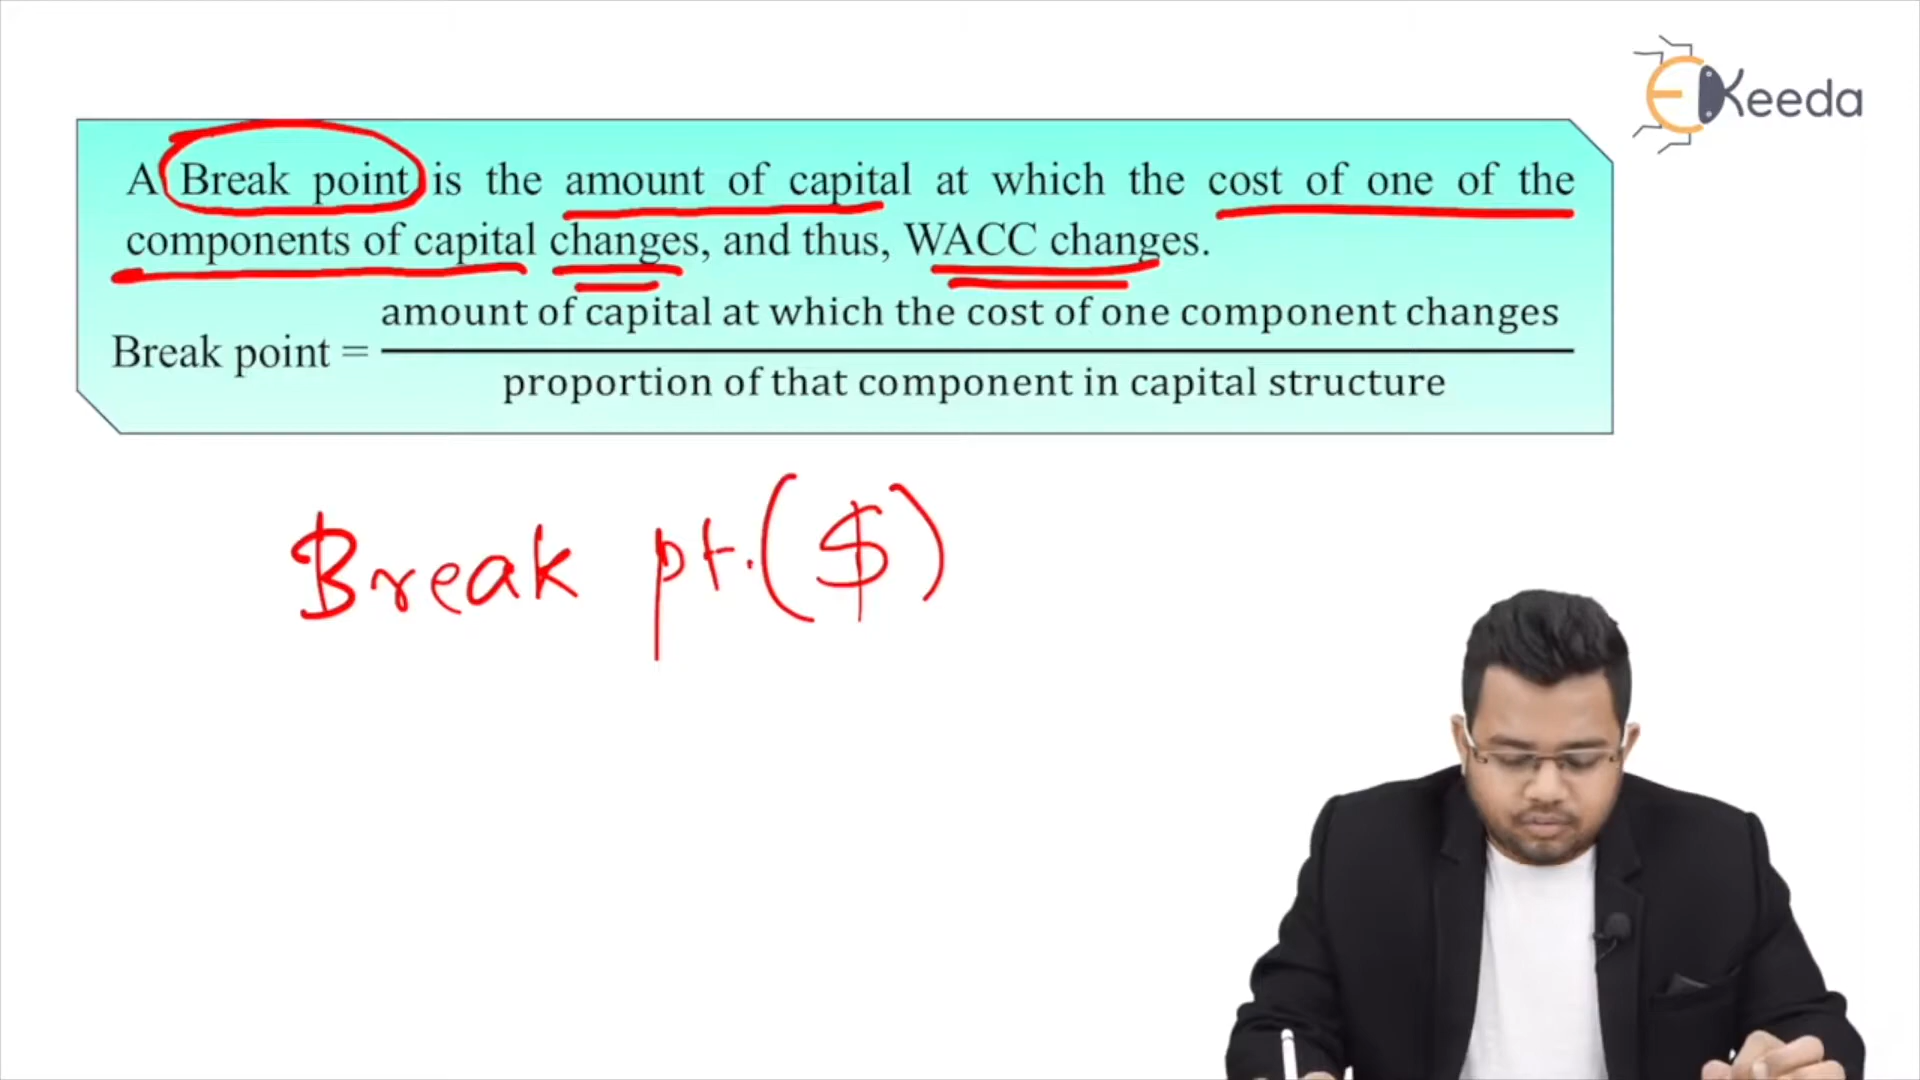 EKeeda
A Break point is the amount of capital at which the cost of one of the
components of capital changes, and thus, WACC changes.
amount of capital at which the cost of one component changes
Break point =
proportion of that component in capital structure
Break pt. ($)